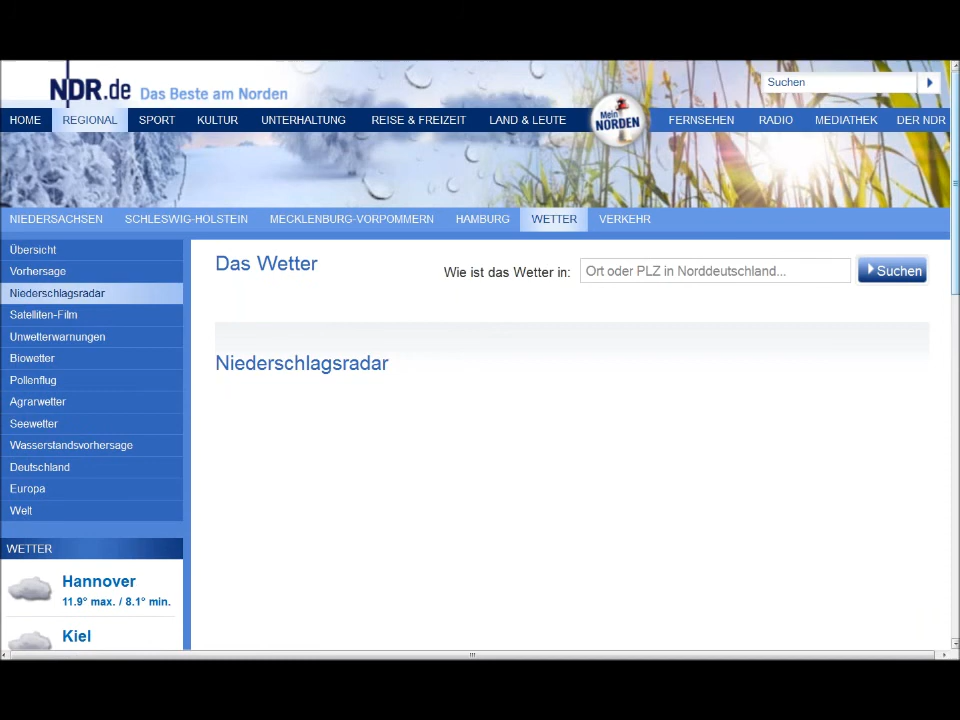 NDR.de Das Beste am Norden
Suchen
HOME REGIONAL SPORT KULTUR UNTERHALTUNG REISE & FREIZEIT LAND & LEUTE Mein NORDEN FERNSEHEN RADIO MEDIATHEK DER NDR
NIEDERSACHSEN SCHLESWIG-HOLSTEIN MECKLENBURG-VORPOMMERN HAMBURG WETTER VERKEHR
Übersicht
Vorhersage
Niederschlagsradar
Satelliten-Film
Unwetterwarnungen
Biowetter
Pollenflug
Agrarwetter
Seewetter
Wasserstandsvorhersage
Deutschland
Europa
Welt
WETTER
Hannover
11.9° max. / 8.1° min.
Kiel
Das Wetter
Wie ist das Wetter in: Ort oder PLZ in Norddeutschland... Suchen
Niederschlagsradar